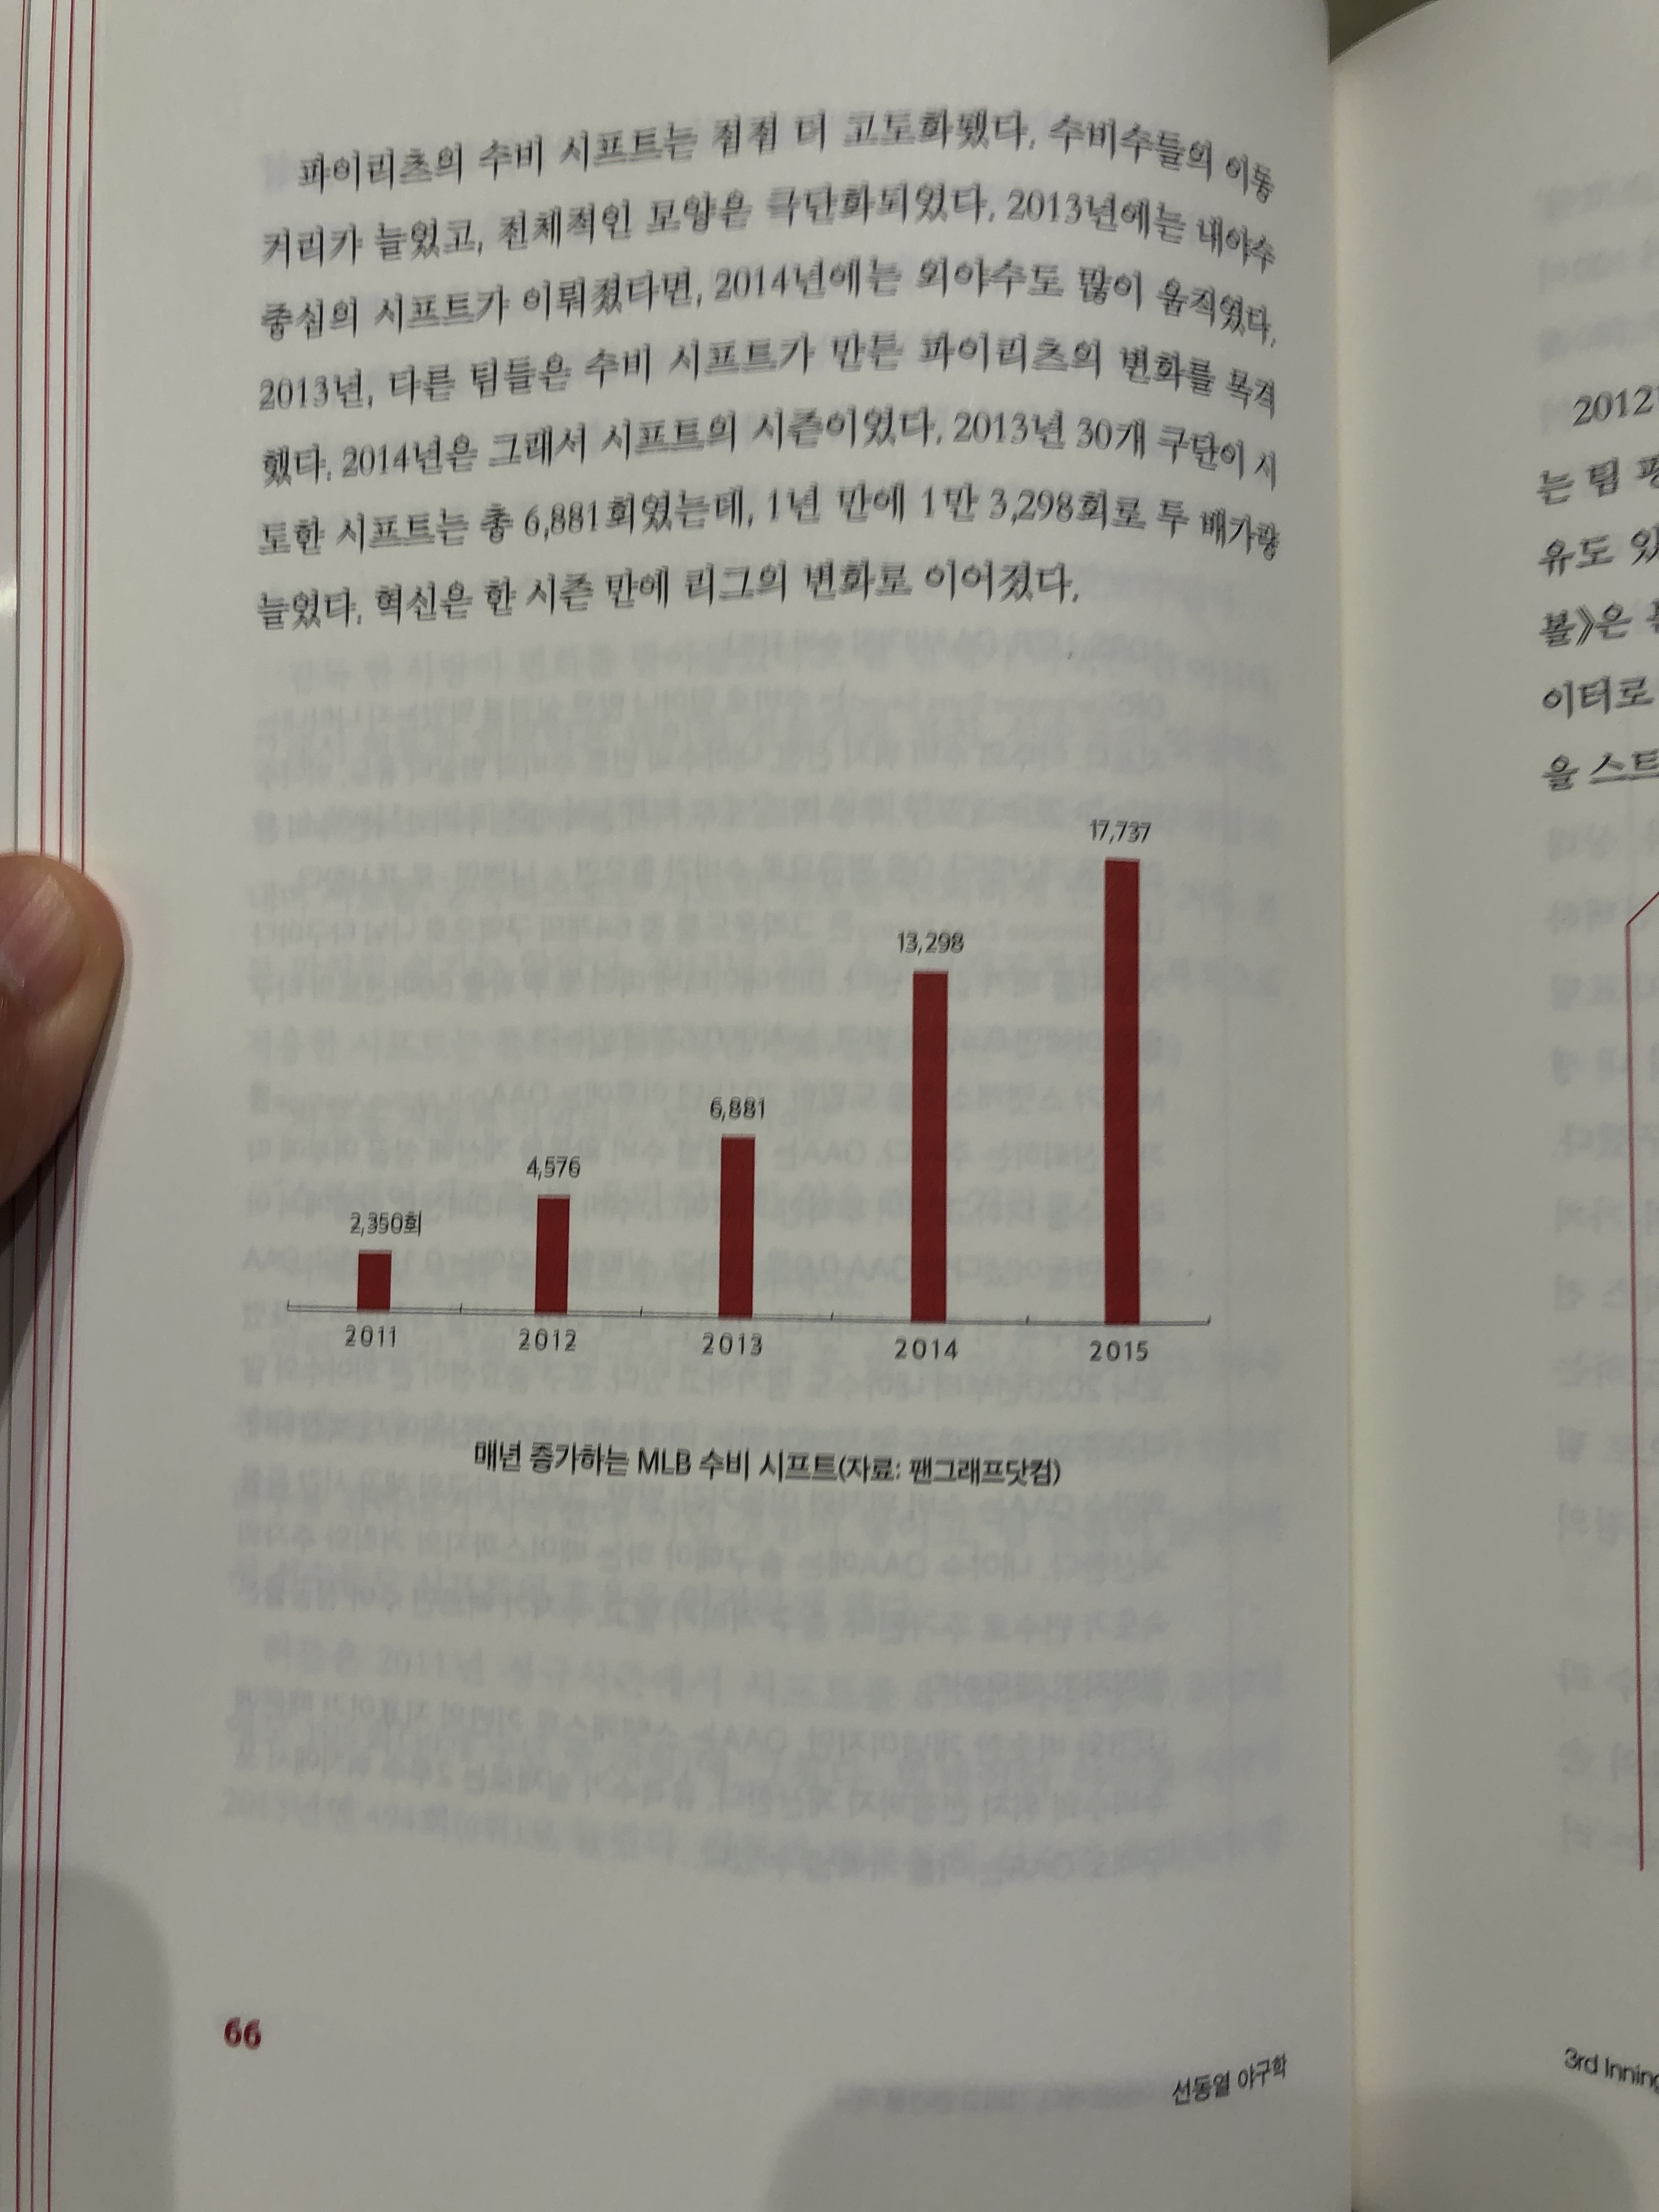 파이리츠의 수비 시프트는 점점 더 고도화됐다. 수비수들의 이동
거리가 늘었고, 전체적인 모양은 극단화되었다. 2013년에는 내야수
중심의 시프트가 이뤄졌다면, 2014년에는 외야수도 많이 움직였다.
2013년, 다른 팀들은 수비 시프트가 만든 파이리츠의 변화를 목격
했다. 2014년은 그래서 시프트의 시즌이었다. 2013년 30개 구단이 시
도한 시프트는 총 6,881회였는데, 1년 만에 1만 3,298회로 두 배가량
늘었다. 혁신은 한 시즌 만에 리그의 변화로 이어졌다.
17,737
13,298
6,881
4,576
2,350회
2011 2012 2013 2014 2015
매년 증가하는 MLB 수비 시프트(자료: 팬그래프닷컴)
66
선동열 야구학
2012
는 팀
유도
볼》은
이터로
을 스트
3rd Inning